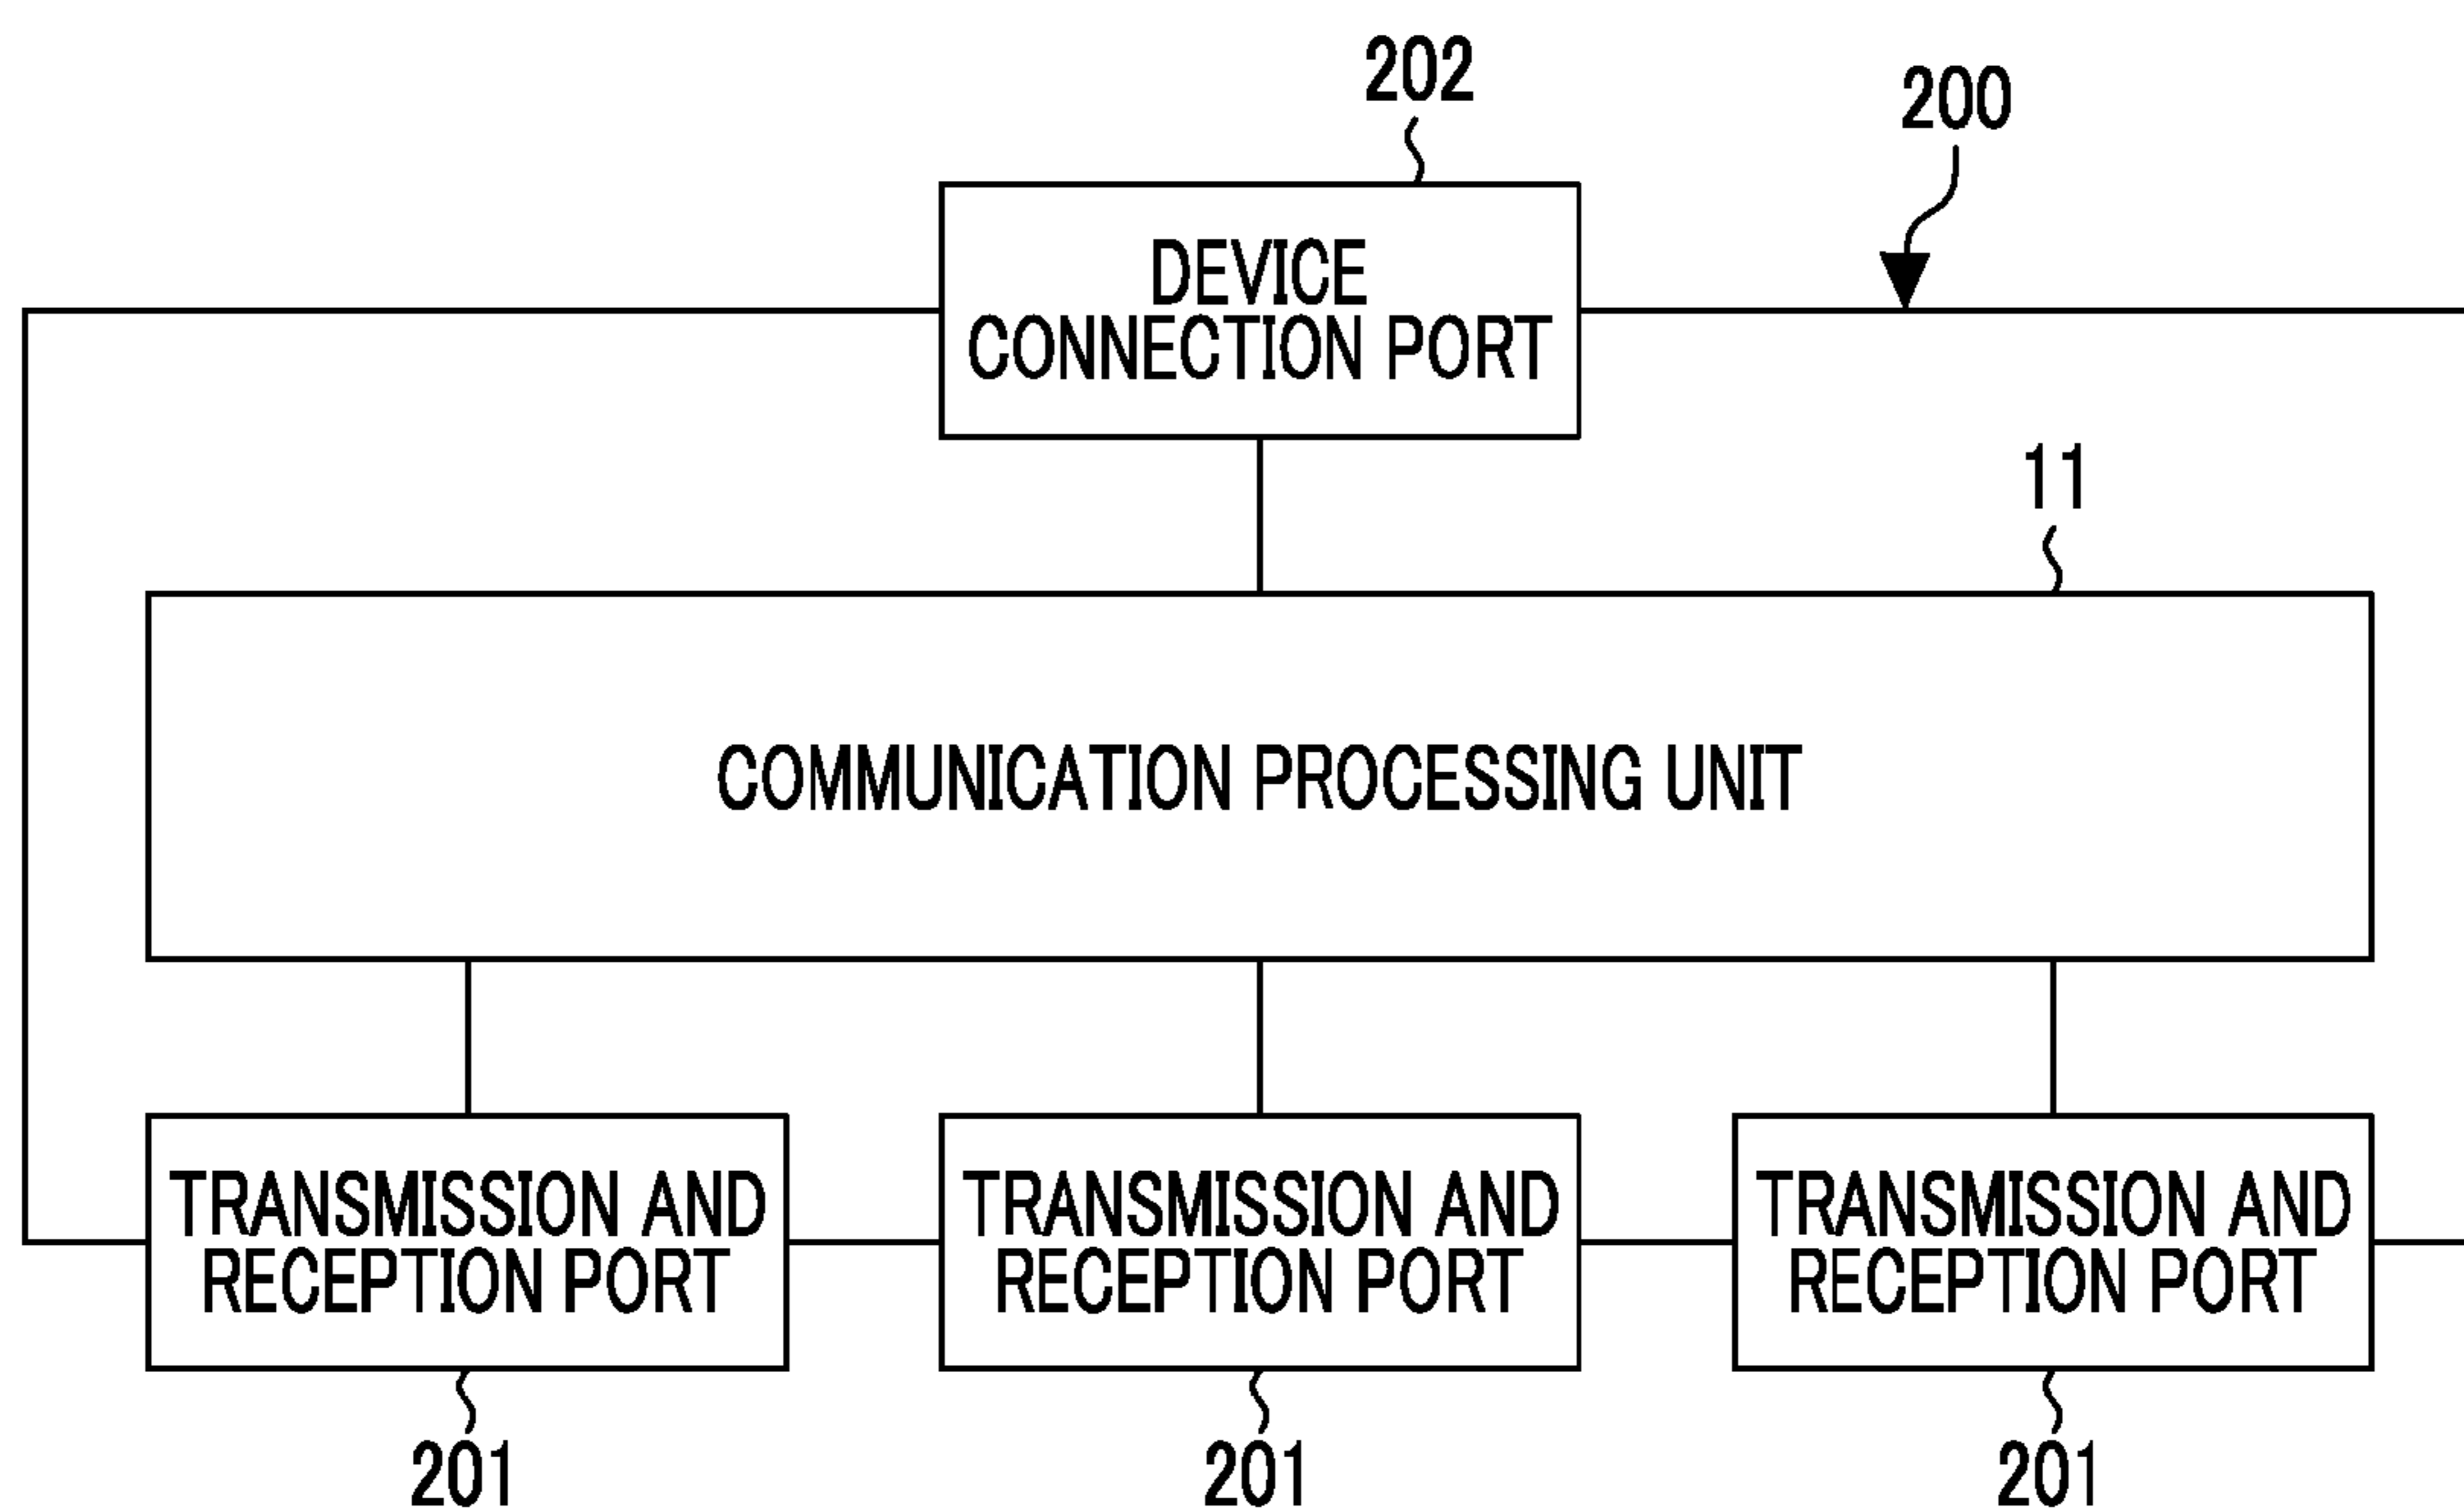 202
200
DEVICE
CONNECTION PORT
11
COMMUNICATION PROCESSING UNIT
TRANSMISSION AND
RECEPTION PORT
TRANSMISSION AND
RECEPTION PORT
TRANSMISSION AND
RECEPTION PORT
201
201
201